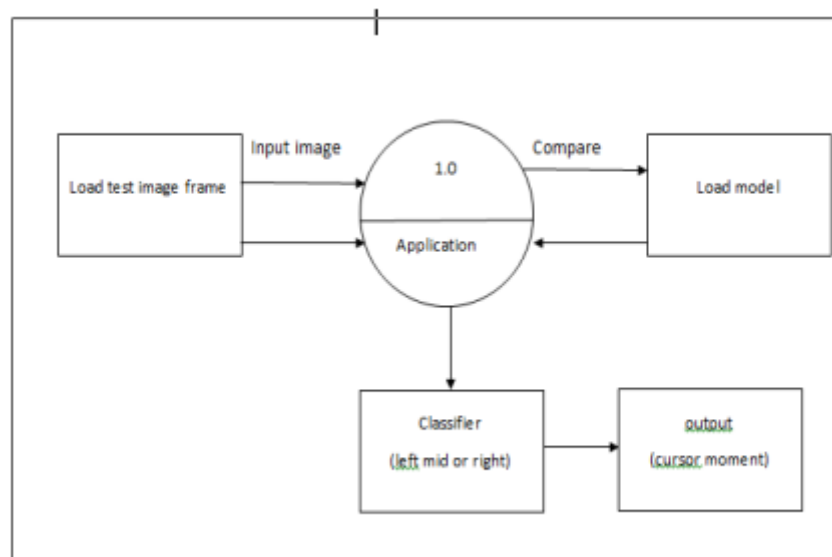 Input image
Compare
1.0
Load test image frame
Load model
Application
Classifier
(left mid or right)
output
(cursor moment)